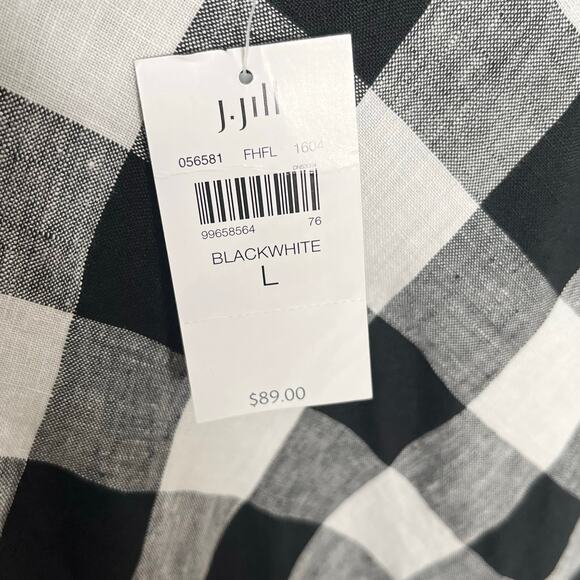 J.Jill
056581 FHFL 1604
99658564 76
BLACKWHITE
L
$89.00